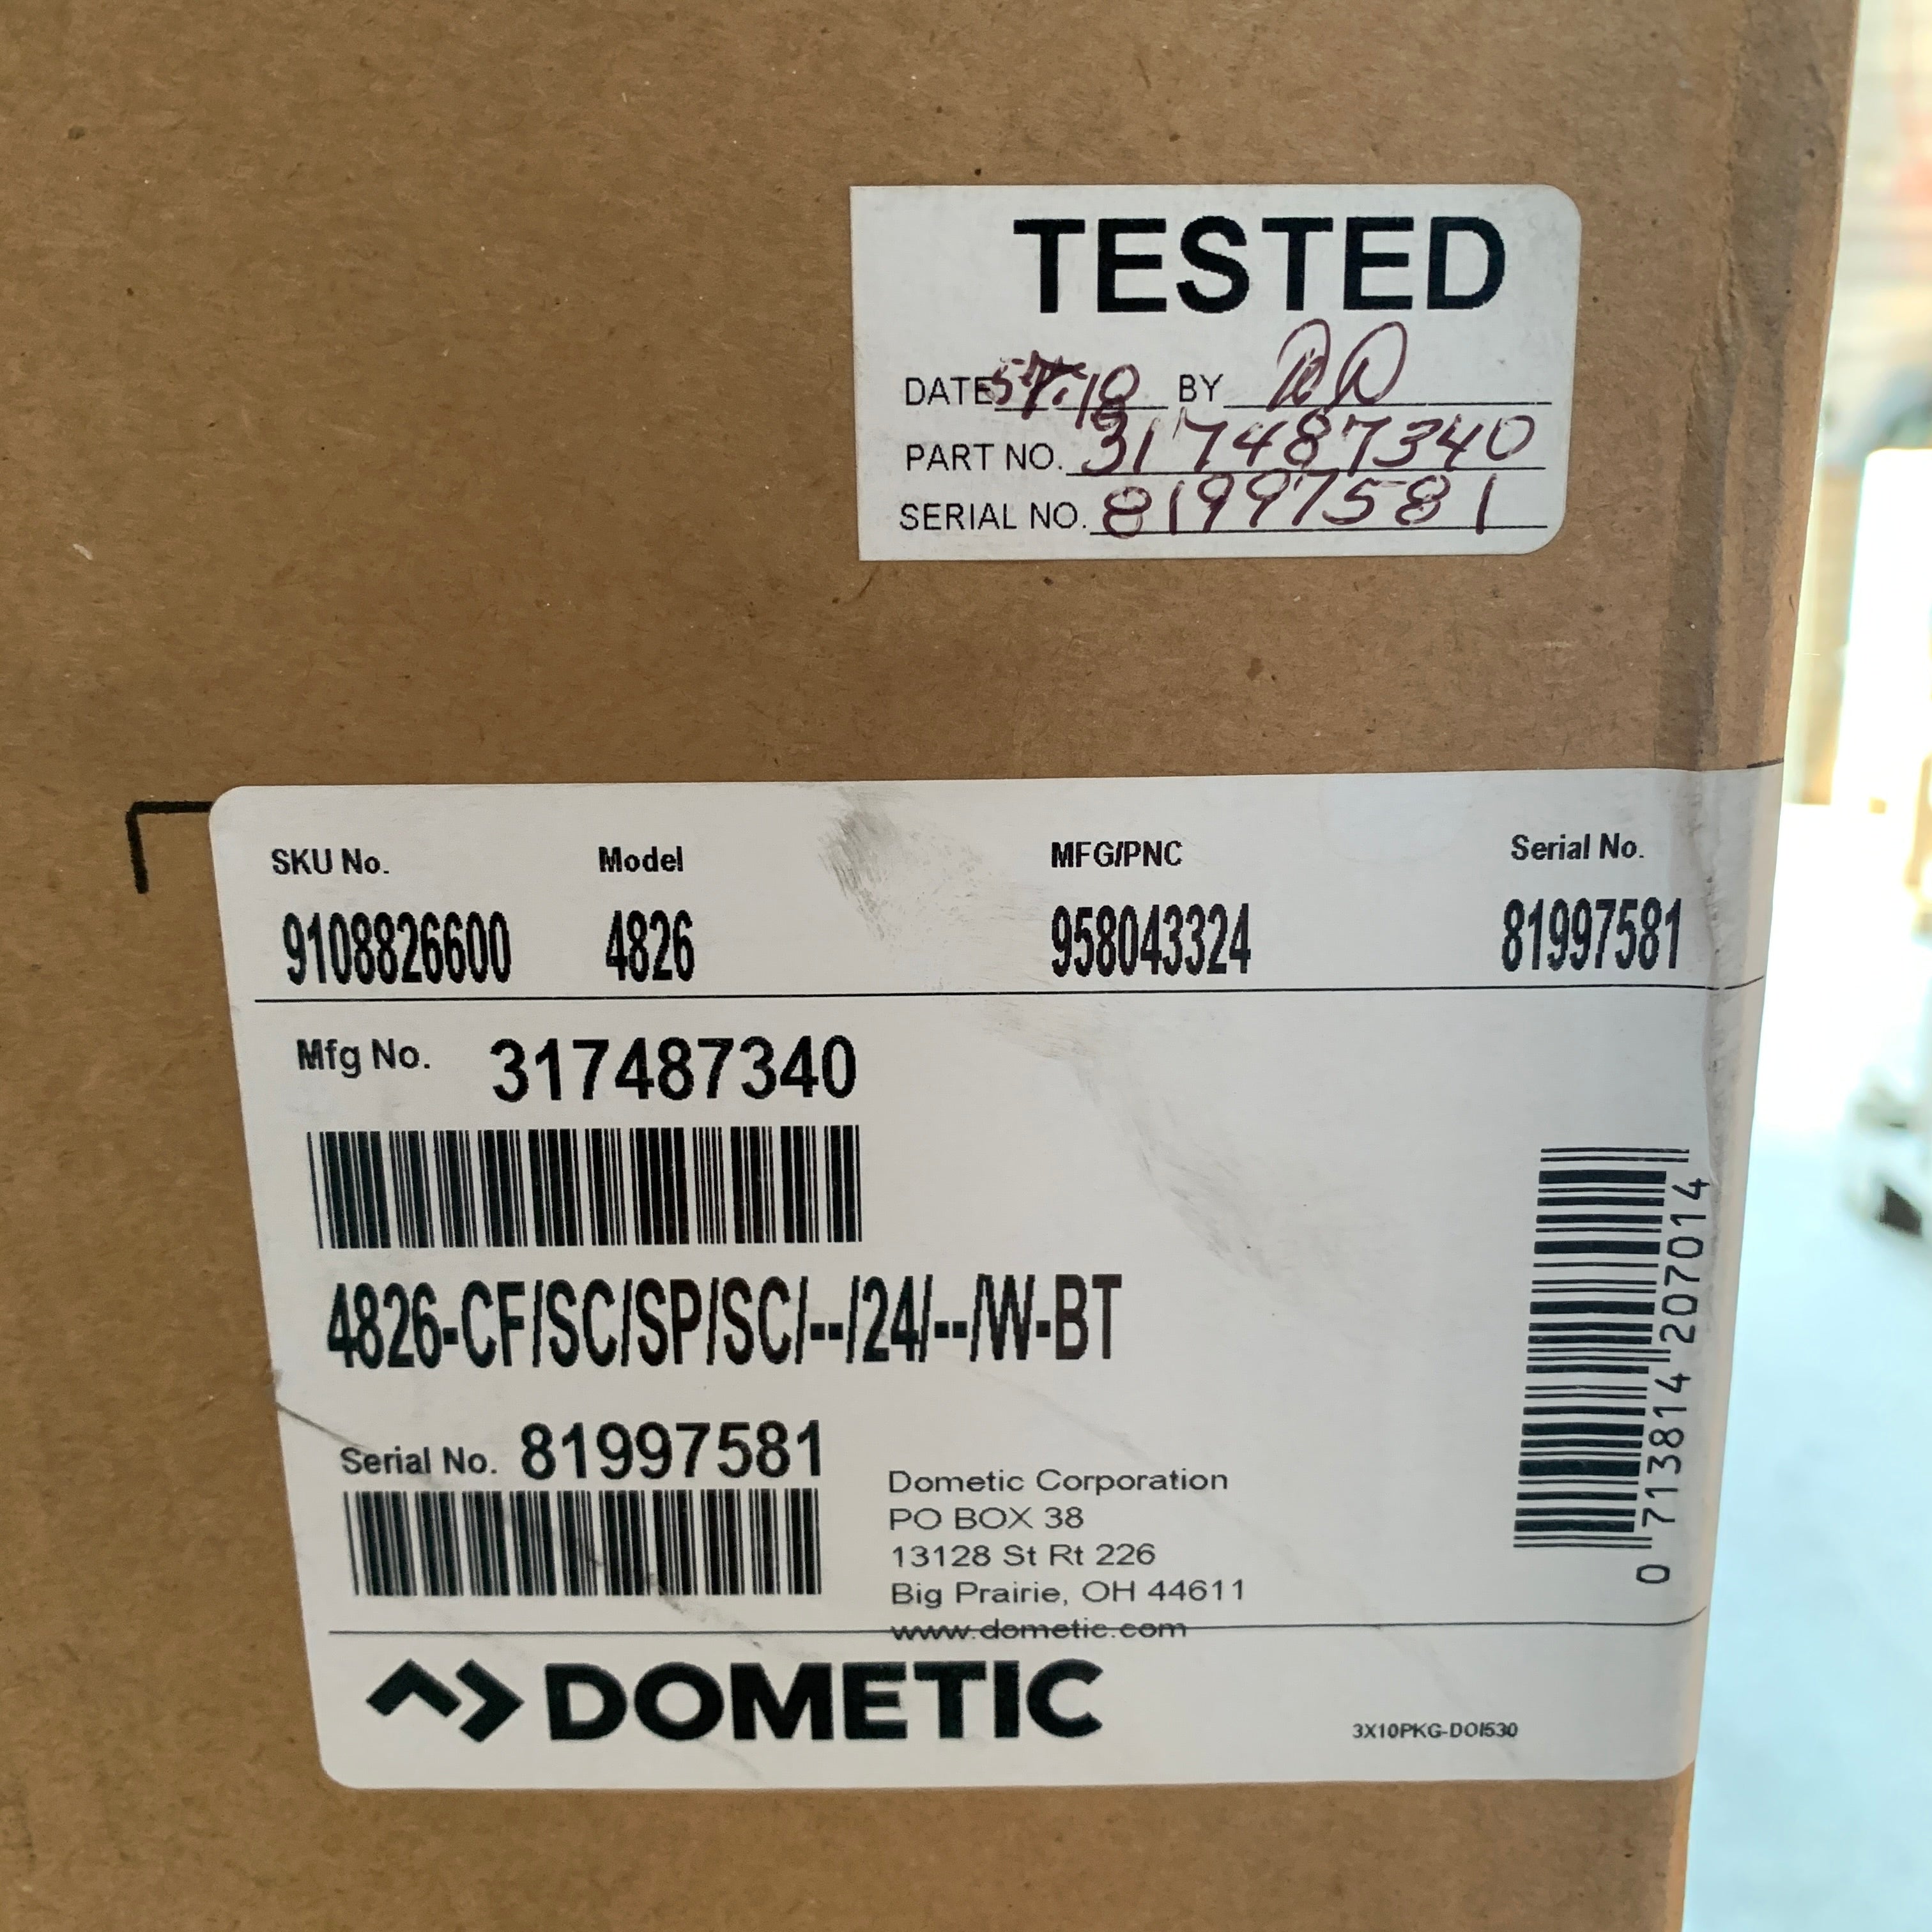 TESTED
DATE BY
PART NO. 317487340
SERIAL NO. 81997581
SKU No. Model MFG/PNC Serial No.
9108826600 4826 958043324 81997581
Mfg No. 317487340
4826-CF/SC/SP/SC/--/24/--/W-BT
Serial No. 81997581
Dometic Corporation
PO BOX 38
13128 St Rt 226
Big Prairie, OH 44611
www.dometic.com
DOMETIC
3X10PKG-DOI530
0 713814 207014